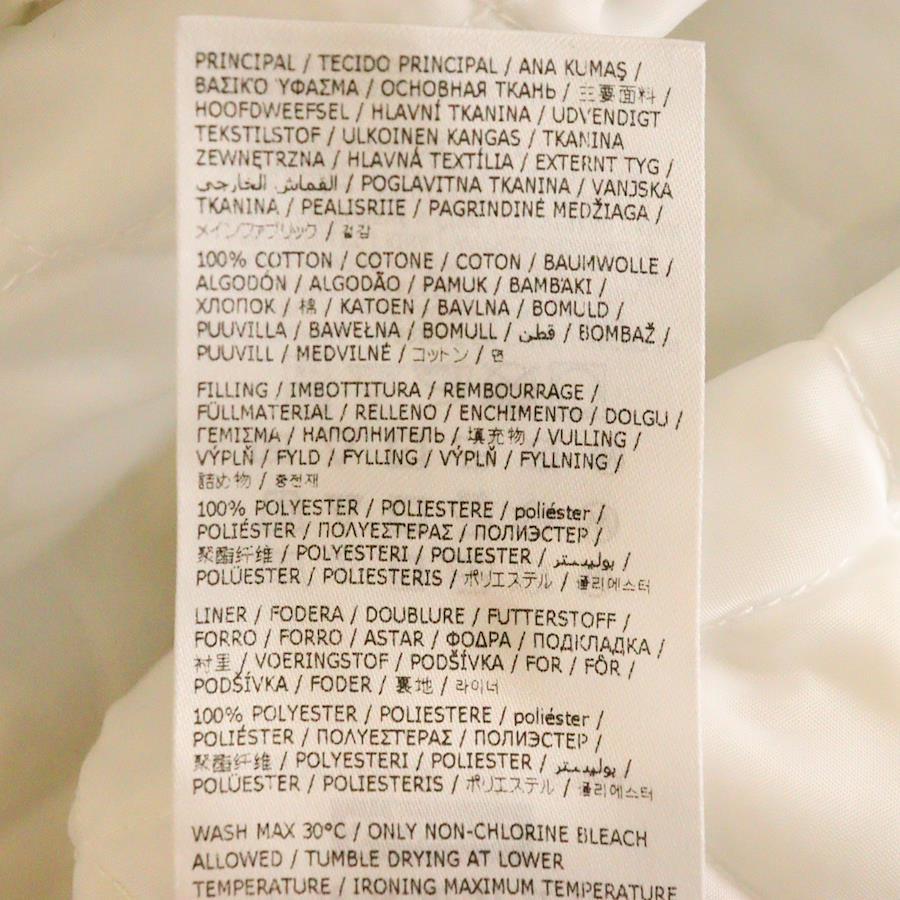 PRINCIPAL / TECIDO PRINCIPAL / ANA KUMAŞ /
ΒΑΣΙΚΌ ΎΦΑΣΜΑ / ОСНОВНАЯ ТКАНЬ / 主要面料 /
HOOFDWEEFSEL / HLAVNÍ TKANINA / UDVENDIGT
TEKSTILSTOF / ULKOINEN KANGAS / TKANINA
ZEWNĘTRZNA / HLAVNÁ TEXTÍLIA / EXTERNT TYG /
القماش الخارجي / POGLAVITNA TKANINA / VANJSKA
TKANINA / PEALISRIIE / PAGRINDINĖ MEDŽIAGA /
メインファブリック / 겉감
100% COTTON / COTONE / COTON / BAUMWOLLE /
ALGODÓN / ALGODÃO / PAMUK / ΒΑΜΒΆΚΙ /
ХЛОПОК / 棉 / KATOEN / BAVLNA / BOMULD /
PUUVILLA / BAWEŁNA / BOMULL / قطن / BOMBAŽ /
PUUVILL / MEDVILNĖ / コットン / 면
FILLING / IMBOTTITURA / REMBOURRAGE /
FÜLLMATERIAL / RELLENO / ENCHIMENTO / DOLGU /
ΓΕΜΙΣΜΑ / НАПОЛНИТЕЛЬ / 填充物 / VULLING /
VÝPLŇ / FYLD / FYLLING / VÝPLŇ / FYLLNING /
詰め物 / 충전재
100% POLYESTER / POLIESTERE / poliéster /
POLIÉSTER / ΠΟΛΥΕΣΤΕΡΑΣ / ПОЛИЭСТЕР /
聚酯纤维 / POLYESTERI / POLIESTER / بوليستر /
POLÜESTER / POLIESTERIS / ポリエステル / 폴리에스터
LINER / FODERA / DOUBLURE / FUTTERSTOFF /
FORRO / FORRO / ASTAR / ΦΟΔΡΑ / ПОДКЛАДКА /
衬里 / VOERINGSTOF / PODŠÍVKA / FOR / FÔR /
PODŠÍVKA / FODER / 裏地 / 라이너
100% POLYESTER / POLIESTERE / poliéster /
POLIÉSTER / ΠΟΛΥΕΣΤΕΡΑΣ / ПОЛИЭСТЕР /
聚酯纤维 / POLYESTERI / POLIESTER / بوليستر /
POLÜESTER / POLIESTERIS / ポリエステル / 폴리에스터
WASH MAX 30°C / ONLY NON-CHLORINE BLEACH
ALLOWED / TUMBLE DRYING AT LOWER
TEMPERATURE / IRONING MAXIMUM TEMPERATURE